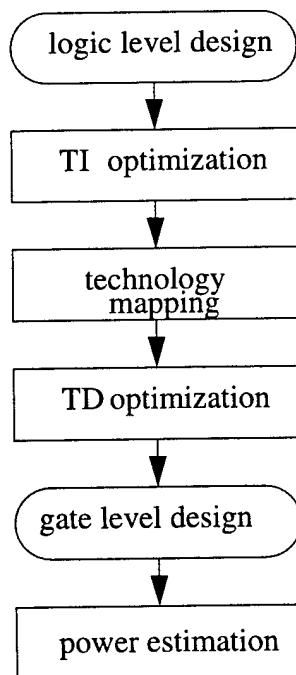 logic level design
TI optimization
technology
mapping
TD optimization
gate level design
power estimation